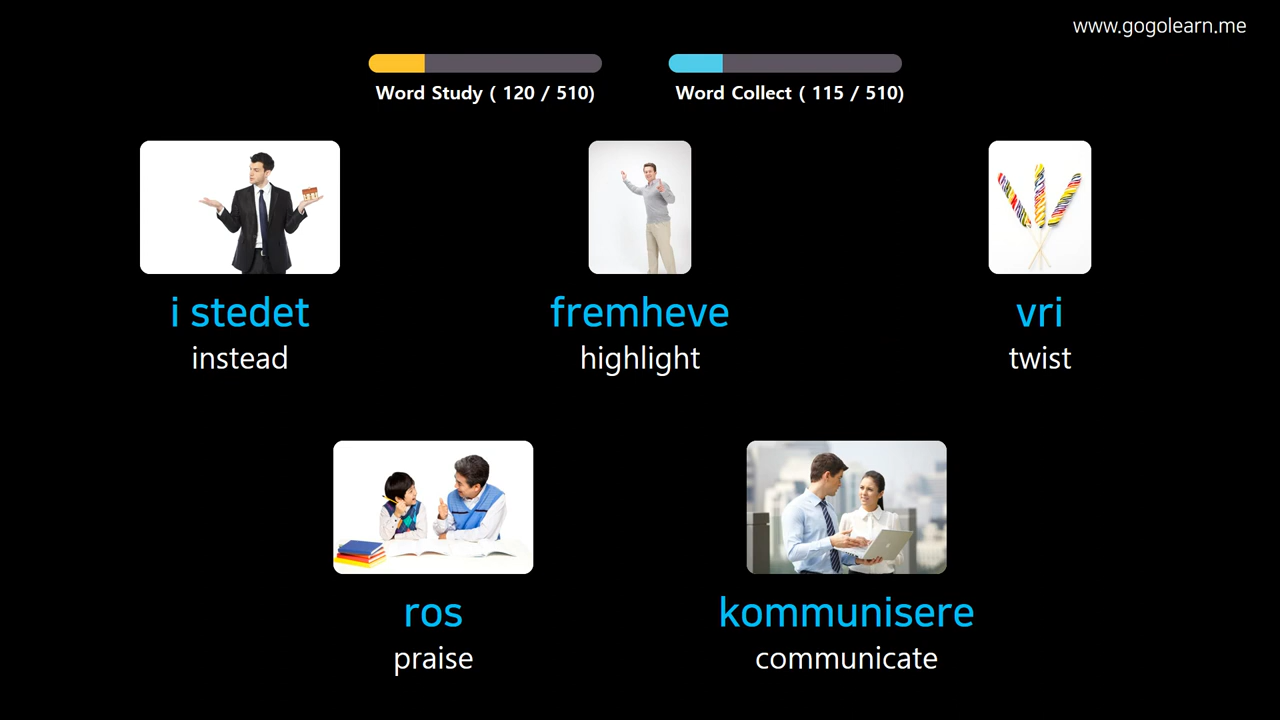 www.gogolearn.me
Word Study ( 120 / 510)
Word Collect ( 115 / 510)
i stedet
instead
fremheve
highlight
vri
twist
ros
praise
kommunisere
communicate